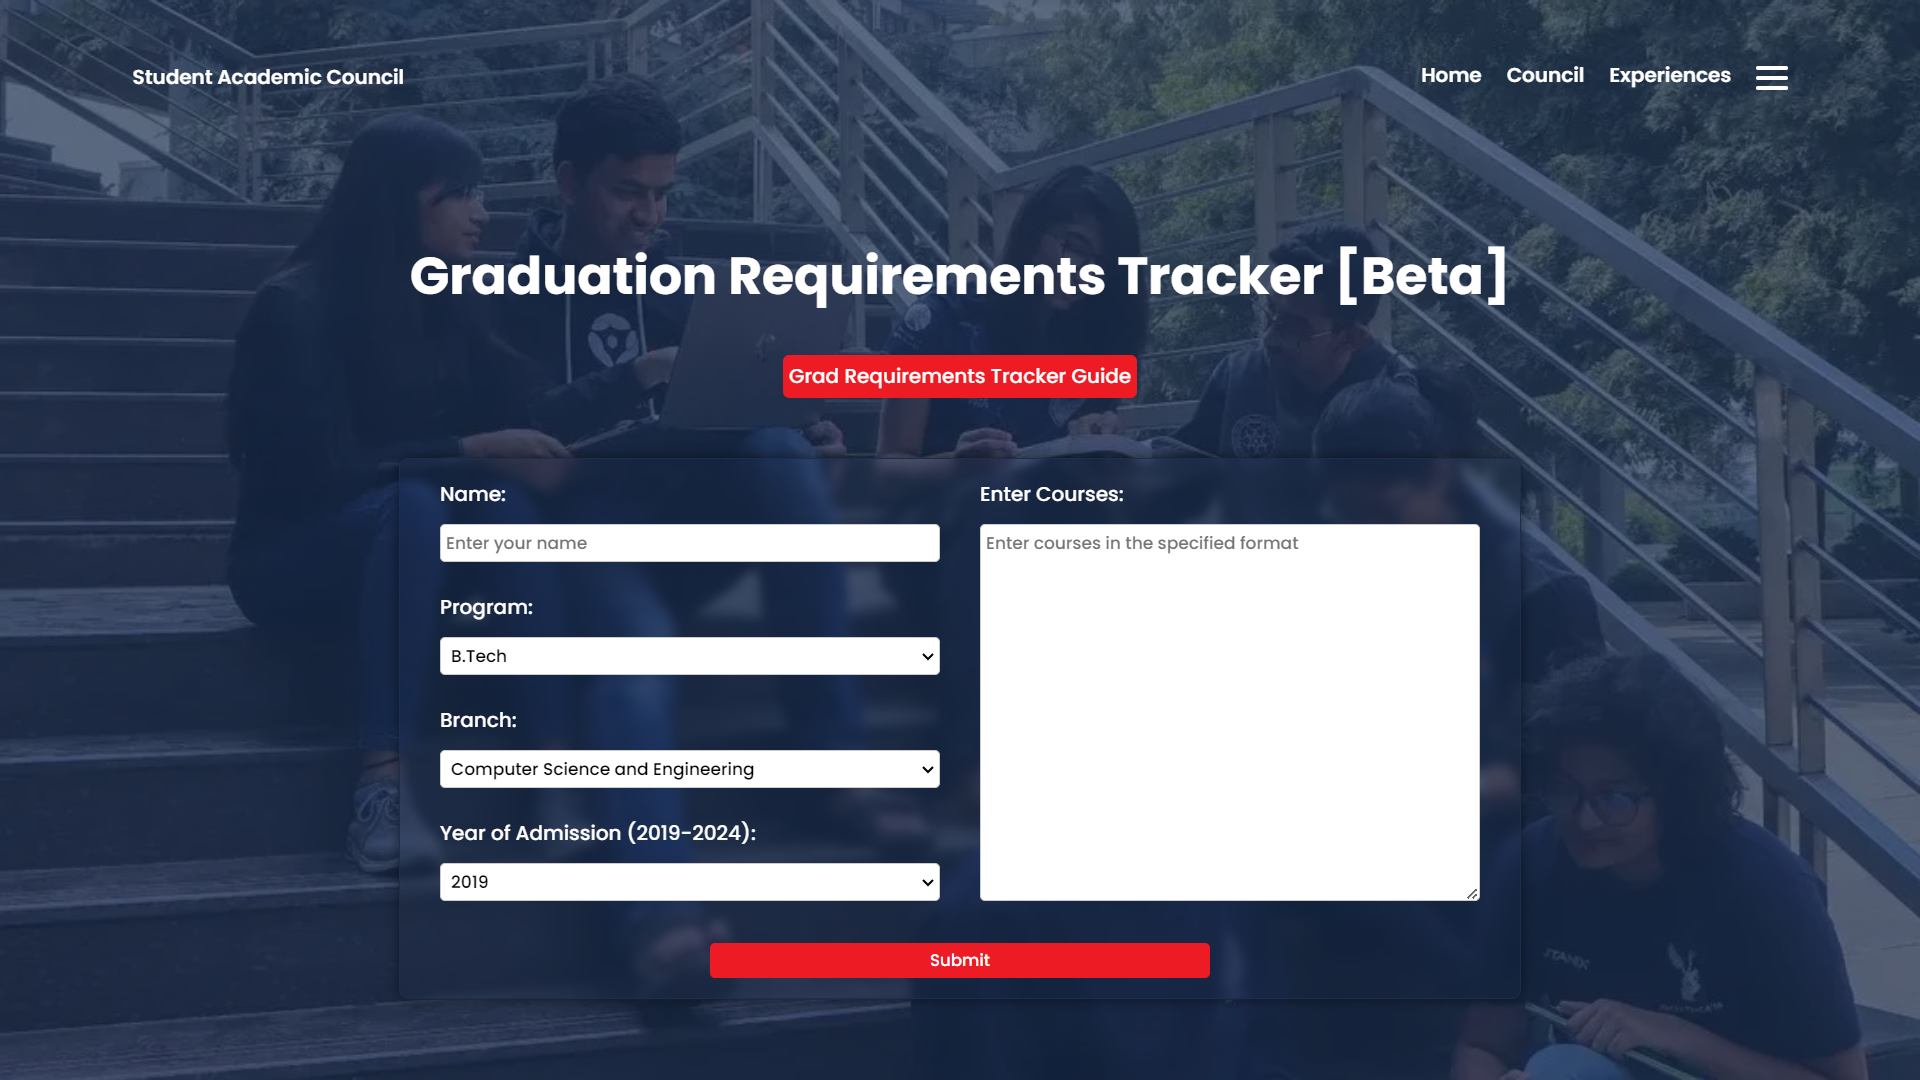 Student Academic Council
Home
Council
Experiences
Graduation Requirements Tracker [Beta]
Grad Requirements Tracker Guide
Name:
Enter your name
Program:
B.Tech
Branch:
Computer Science and Engineering
Year of Admission (2019-2024):
2019
Enter Courses:
Enter courses in the specified format
Submit